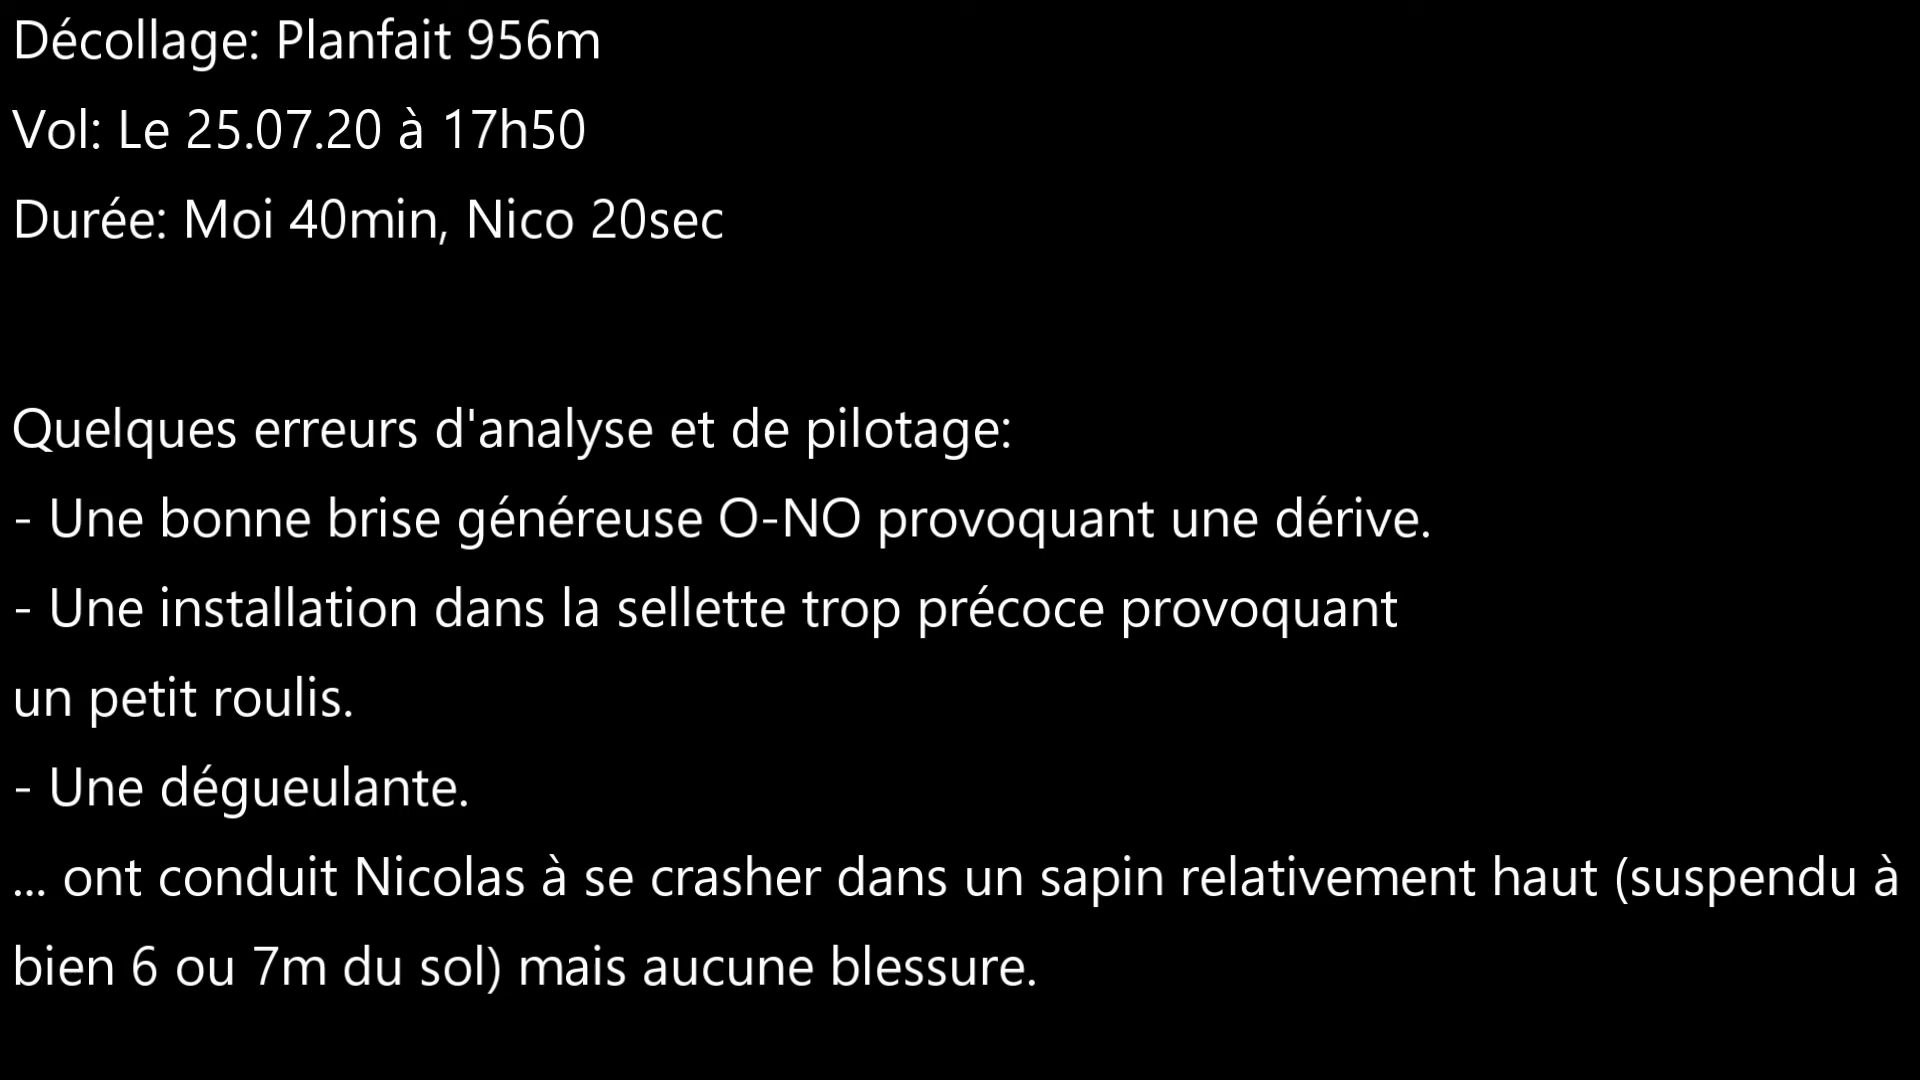 Décollage: Planfait 956m
Vol: Le 25.07.20 à 17h50
Durée: Moi 40min, Nico 20sec
Quelques erreurs d'analyse et de pilotage:
- Une bonne brise généreuse O-NO provoquant une dérive.
- Une installation dans la sellette trop précoce provoquant
un petit roulis.
- Une dégueulante.
... ont conduit Nicolas à se crasher dans un sapin relativement haut (suspendu à
bien 6 ou 7m du sol) mais aucune blessure.